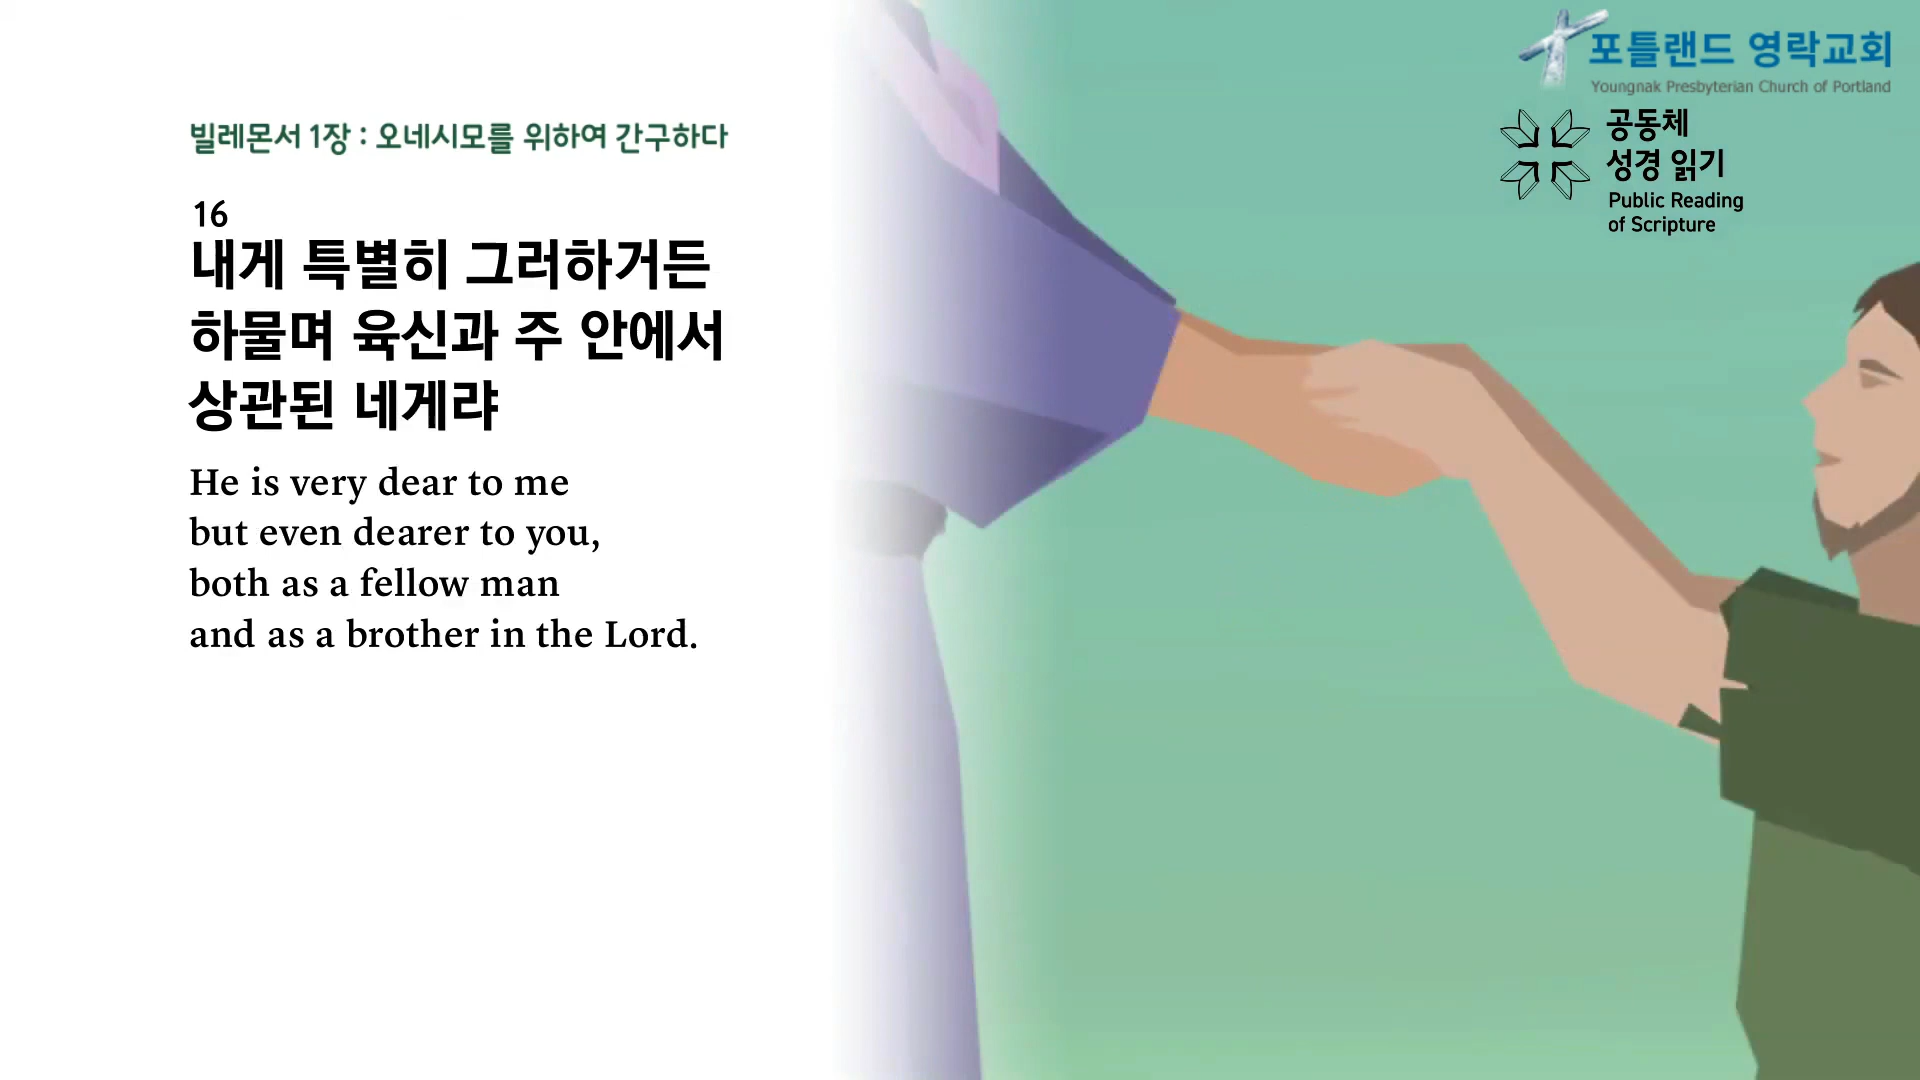 포틀랜드 영락교회
Youngnak Presbyterian Church of Portland
공동체
성경 읽기
Public Reading
of Scripture
빌레몬서 1장 : 오네시모를 위하여 간구하다
16
내게 특별히 그러하거든
하물며 육신과 주 안에서
상관된 네게랴
He is very dear to me
but even dearer to you,
both as a fellow man
and as a brother in the Lord.